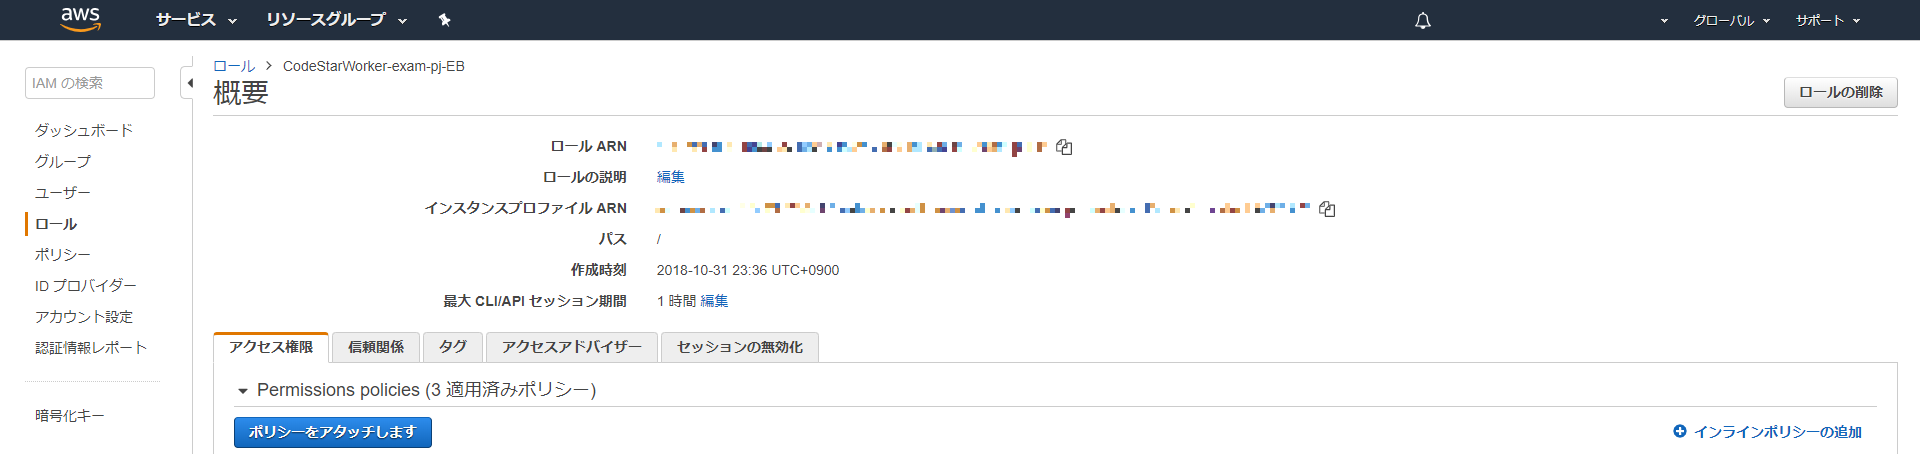 aws サービス リソースグループ グローバル サポート
IAM の検索
ダッシュボード
グループ
ユーザー
ロール
ポリシー
ID プロバイダー
アカウント設定
認証情報レポート
暗号化キー
ロール > CodeStarWorker-exam-pj-EB
概要
ロールの削除
ロール ARN
ロールの説明 編集
インスタンスプロファイル ARN
パス /
作成時刻 2018-10-31 23:36 UTC+0900
最大 CLI/API セッション期間 1 時間 編集
アクセス権限 信頼関係 タグ アクセスアドバイザー セッションの無効化
Permissions policies (3 適用済みポリシー)
ポリシーをアタッチします インラインポリシーの追加